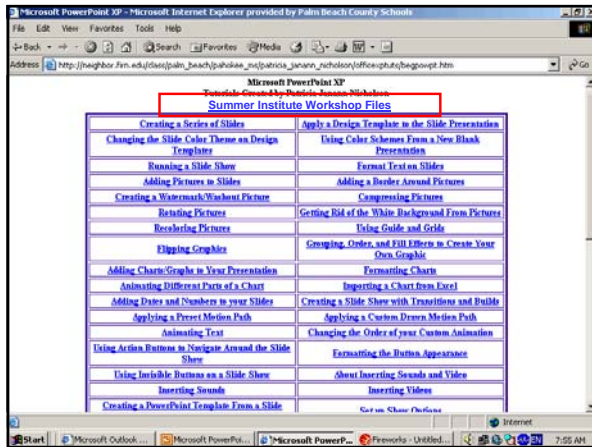 Microsoft PowerPoint XP - Microsoft Internet Explorer provided by Palm Beach County Schools
File Edit View Favorites Tools Help
Back Search Favorites Media
Address http://neighbor.firn.edu/class/palm_beach/pahokee_ms/patricia_janann_nicholson/officexptuts/begpowpt.htm Go
Microsoft PowerPoint XP
Tutorials Created by Patricia Janann Nicholson
Summer Institute Workshop Files
Creating a Series of Slides Apply a Design Template to the Slide Presentation
Changing the Slide Color Theme on Design Using Color Schemes From a New Blank
Templates Presentation
Running a Slide Show Format Text on Slides
Adding Pictures to Slides Adding a Border Around Pictures
Creating a Watermark/Washout Picture Compressing Pictures
Rotating Pictures Getting Rid of the White Background From Pictures
Recoloring Pictures Using Guide and Grids
Flipping Graphics Grouping, Order, and Fill Effects to Create Your
Own Graphic
Adding Charts/Graphs to Your Presentation Formatting Charts
Animating Different Parts of a Chart Importing a Chart from Excel
Adding Dates and Numbers to your Slides Creating a Slide Show with Transitions and Builds
Applying a Preset Motion Path Applying a Custom Drawn Motion Path
Animating Text Changing the Order of your Custom Animation
Using Action Buttons to Navigate Around the Slide Formatting the Button Appearance
Show
Using Invisible Buttons on a Slide Show About Inserting Sounds and Video
Inserting Sounds Inserting Videos
Creating a PowerPoint Template From a Slide Set up Show Options
Internet
Start Microsoft Outlook ... Microsoft PowerPoi... Microsoft PowerP... Fireworks - Untitled... EN 7:55 AM